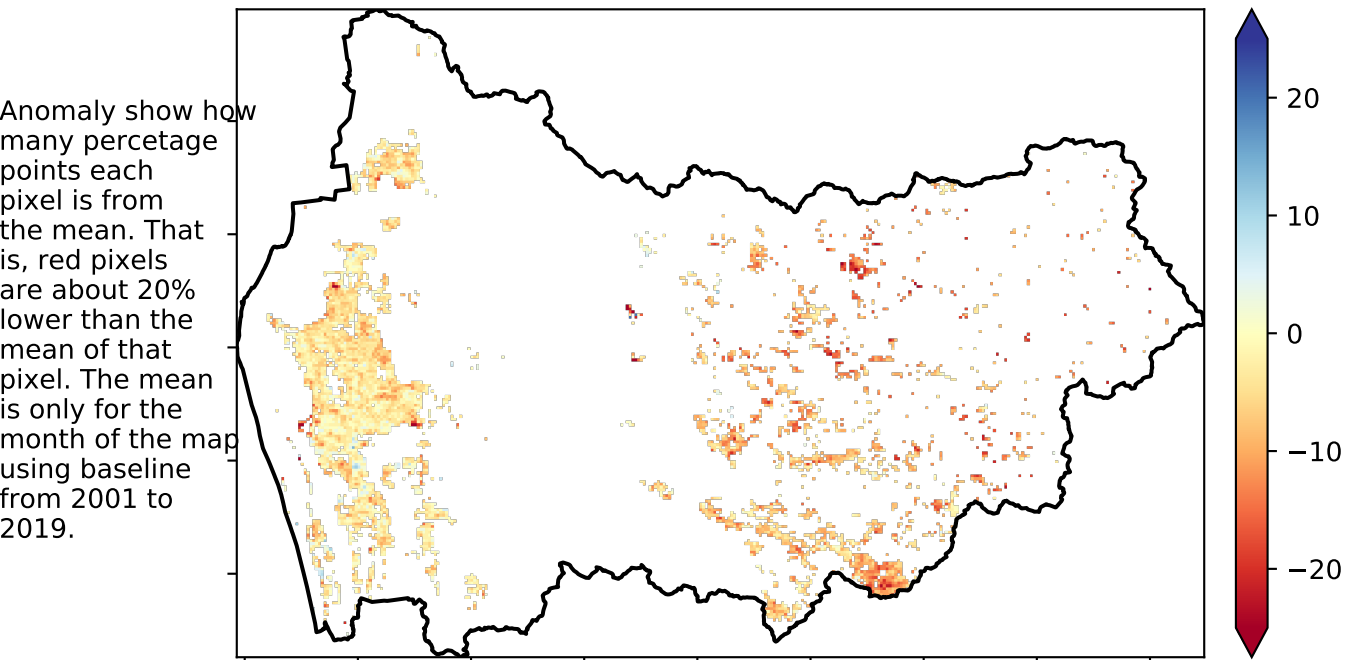 Anomaly show how
many percetage
points each
pixel is from
the mean. That
is, red pixels
are about 20%
lower than the
mean of that
pixel. The mean
is only for the
month of the map
using baseline
from 2001 to
2019.
20
10
0
−10
−20